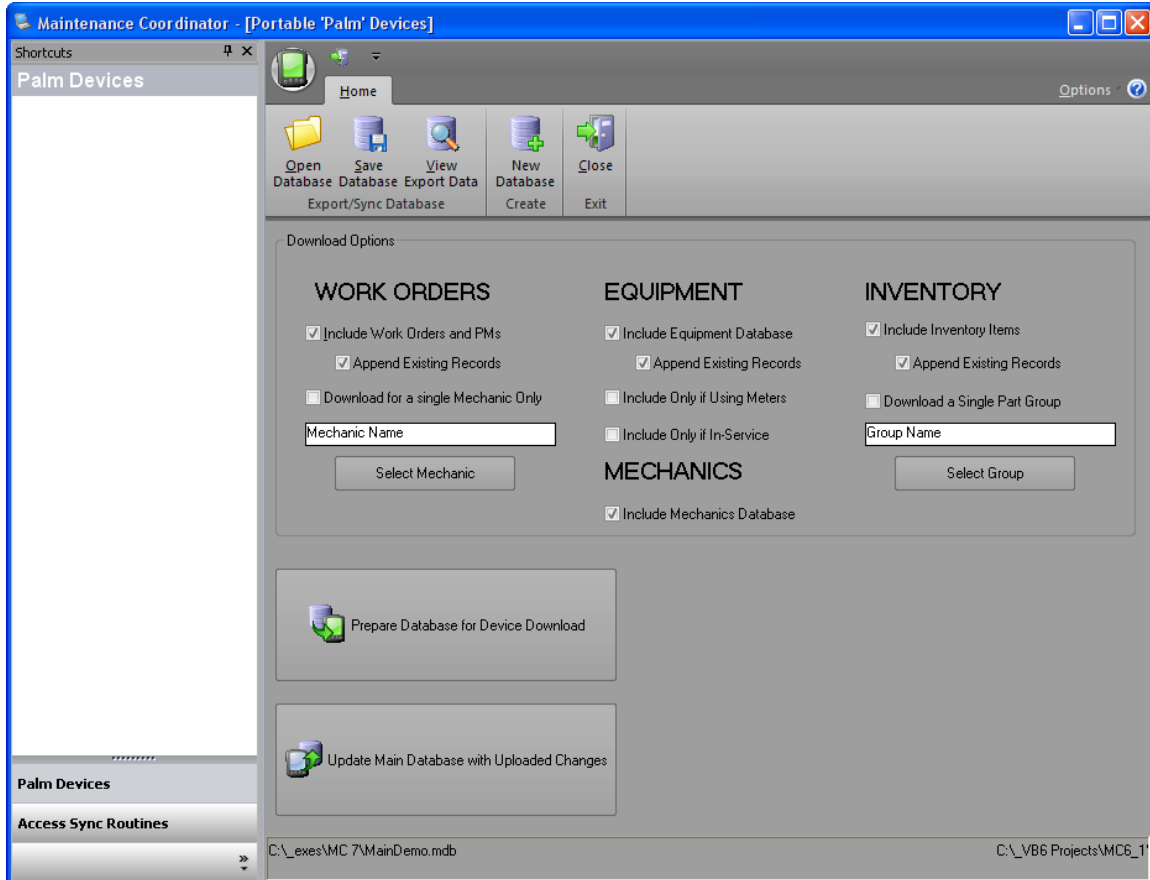 Maintenance Coordinator - [Portable 'Palm' Devices]
Shortcuts
Palm Devices
Home
Options
Open Database
Save Database
View Export Data
New Database
Close
Export/Sync Database
Create
Exit
Download Options
WORK ORDERS
Include Work Orders and PMs
Append Existing Records
Download for a single Mechanic Only
Mechanic Name
Select Mechanic
EQUIPMENT
Include Equipment Database
Append Existing Records
Include Only if Using Meters
Include Only if In-Service
MECHANICS
Include Mechanics Database
INVENTORY
Include Inventory Items
Append Existing Records
Download a Single Part Group
Group Name
Select Group
Prepare Database for Device Download
Update Main Database with Uploaded Changes
Palm Devices
Access Sync Routines
C:\_exes\MC 7\MainDemo.mdb
C:\_VB6 Projects\MC6_1'